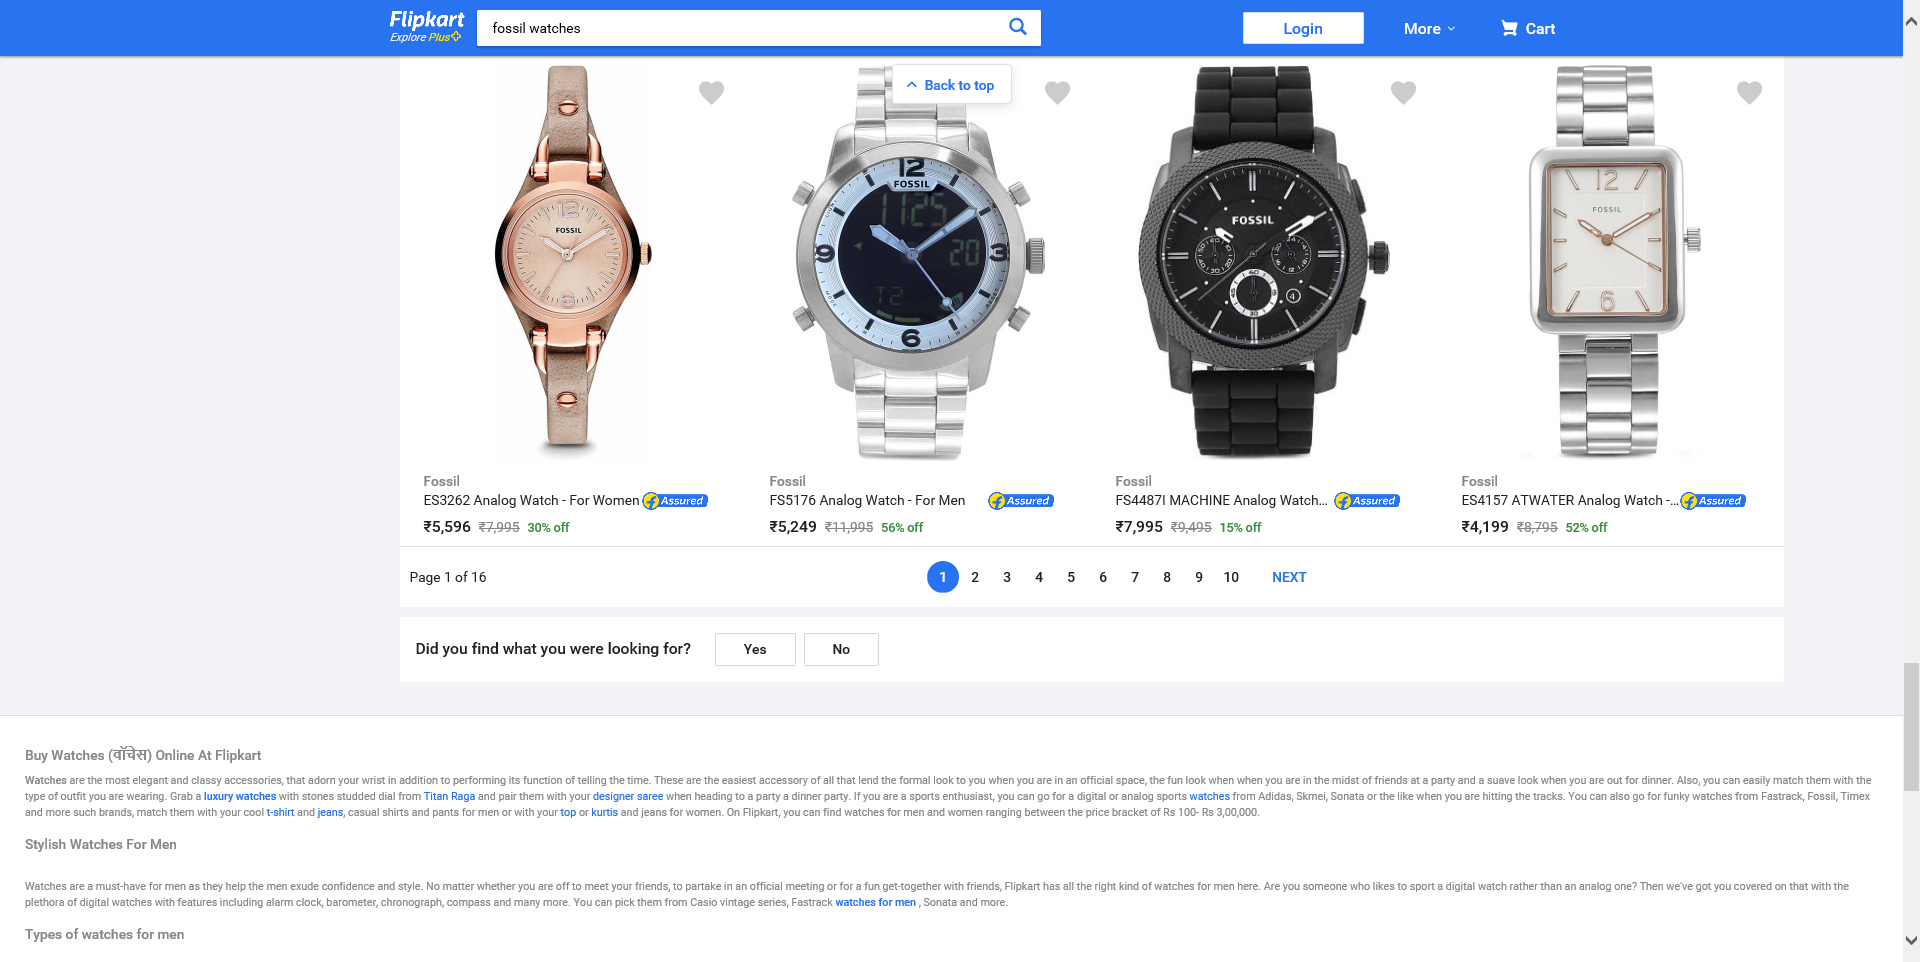 Flipkart
Explore Plus
fossil watches
Login
More
Cart
Back to top
FOSSIL
12
FOSSIL
11:25
20
9
3
T2
6
FOSSIL
4
12
FOSSIL
6
Fossil
ES3262 Analog Watch - For Women Assured
₹5,596 ₹7,995 30% off
Fossil
FS5176 Analog Watch - For Men Assured
₹5,249 ₹11,995 56% off
Fossil
FS4487I MACHINE Analog Watch... Assured
₹7,995 ₹9,495 15% off
Fossil
ES4157 ATWATER Analog Watch -... Assured
₹4,199 ₹8,795 52% off
Page 1 of 16
1 2 3 4 5 6 7 8 9 10 NEXT
Did you find what you were looking for? Yes No
Buy Watches (वॉचेस) Online At Flipkart
Watches are the most elegant and classy accessories, that adorn your wrist in addition to performing its function of telling the time. These are the easiest accessory of all that lend the formal look to you when you are in an official space, the fun look when when you are in the midst of friends at a party and a suave look when you are out for dinner. Also, you can easily match them with the
type of outfit you are wearing. Grab a luxury watches with stones studded dial from Titan Raga and pair them with your designer saree when heading to a party a dinner party. If you are a sports enthusiast, you can go for a digital or analog sports watches from Adidas, Skmei, Sonata or the like when you are hitting the tracks. You can also go for funky watches from Fastrack, Fossil, Timex
and more such brands, match them with your cool t-shirt and jeans, casual shirts and pants for men or with your top or kurtis and jeans for women. On Flipkart, you can find watches for men and women ranging between the price bracket of Rs 100- Rs 3,00,000.
Stylish Watches For Men
Watches are a must-have for men as they help the men exude confidence and style. No matter whether you are off to meet your friends, to partake in an official meeting or for a fun get-together with friends, Flipkart has all the right kind of watches for men here. Are you someone who likes to sport a digital watch rather than an analog one? Then we've got you covered on that with the
plethora of digital watches with features including alarm clock, barometer, chronograph, compass and many more. You can pick them from Casio vintage series, Fastrack watches for men , Sonata and more.
Types of watches for men